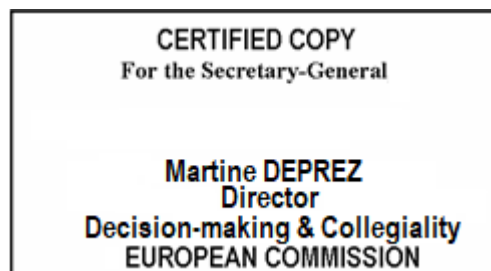 CERTIFIED COPY
For the Secretary-General
Martine DEPREZ
Director
Decision-making & Collegiality
EUROPEAN COMMISSION